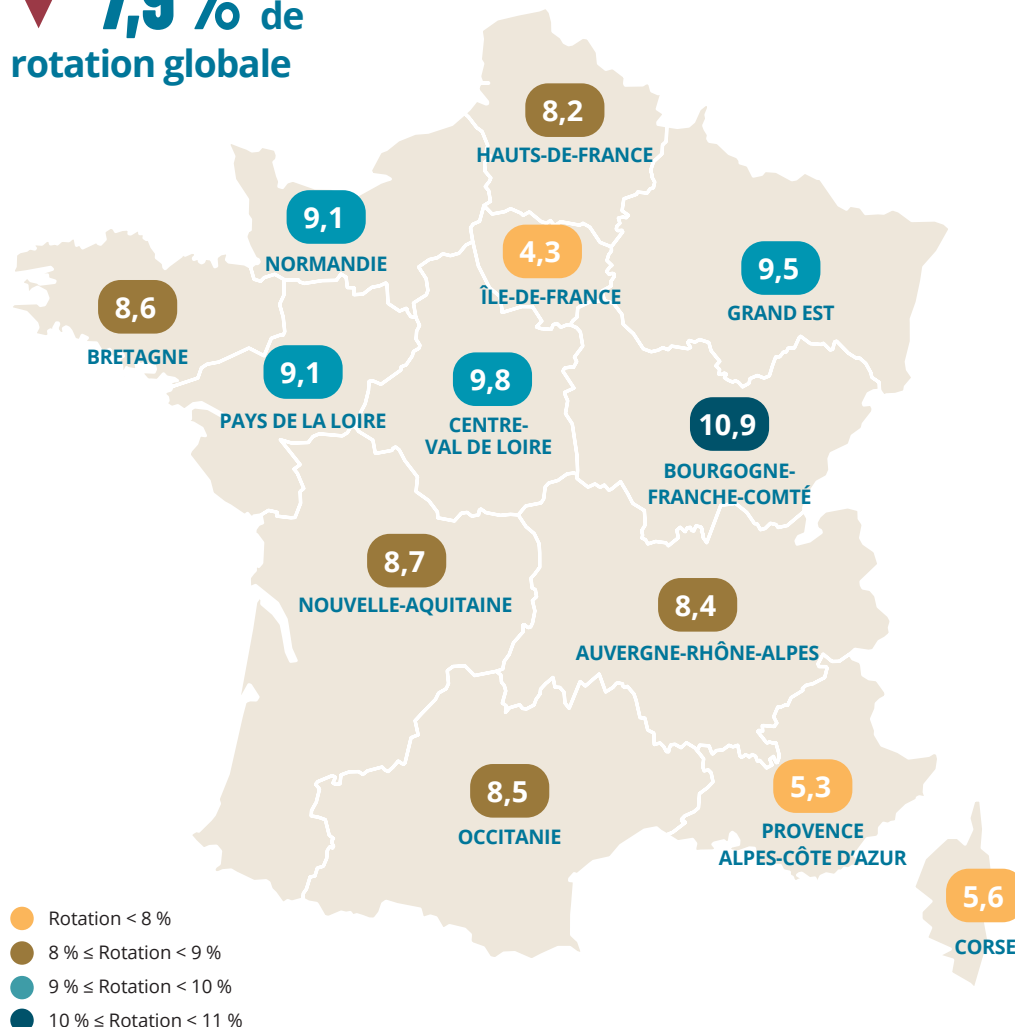 7,9 % de
rotation globale
8,2
HAUTS-DE-FRANCE
9,1
NORMANDIE
4,3
ÎLE-DE-FRANCE
9,5
GRAND EST
8,6
BRETAGNE
9,1
PAYS DE LA LOIRE
9,8
CENTRE-
VAL DE LOIRE
10,9
BOURGOGNE-
FRANCHE-COMTÉ
8,7
NOUVELLE-AQUITAINE
8,4
AUVERGNE-RHÔNE-ALPES
8,5
OCCITANIE
5,3
PROVENCE
ALPES-CÔTE D’AZUR
5,6
CORSE
Rotation < 8 %
8 % ≤ Rotation < 9 %
9 % ≤ Rotation < 10 %
10 % ≤ Rotation < 11 %